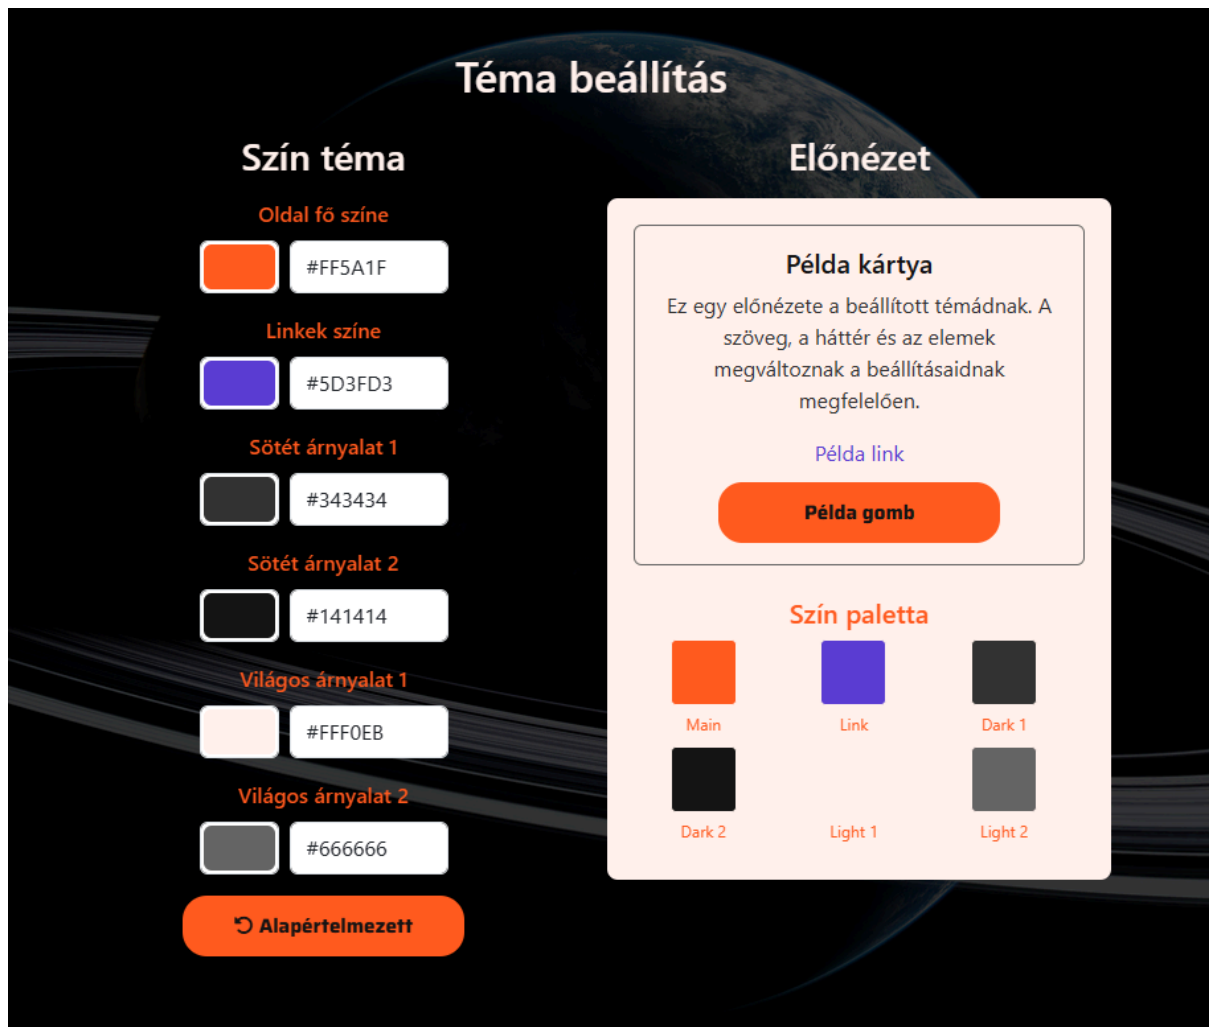 Téma beállítás
Szín téma
Oldal fő színe
#FF5A1F
Linkek színe
#5D3FD3
Sötét árnyalat 1
#343434
Sötét árnyalat 2
#141414
Világos árnyalat 1
#FFF0EB
Világos árnyalat 2
#666666
Alapértelmezett
Előnézet
Példa kártya
Ez egy előnézete a beállított témádnak. A
szöveg, a háttér és az elemek
megváltoznak a beállításaidnak
megfelelően.
Példa link
Példa gomb
Szín paletta
Main
Link
Dark 1
Dark 2
Light 1
Light 2